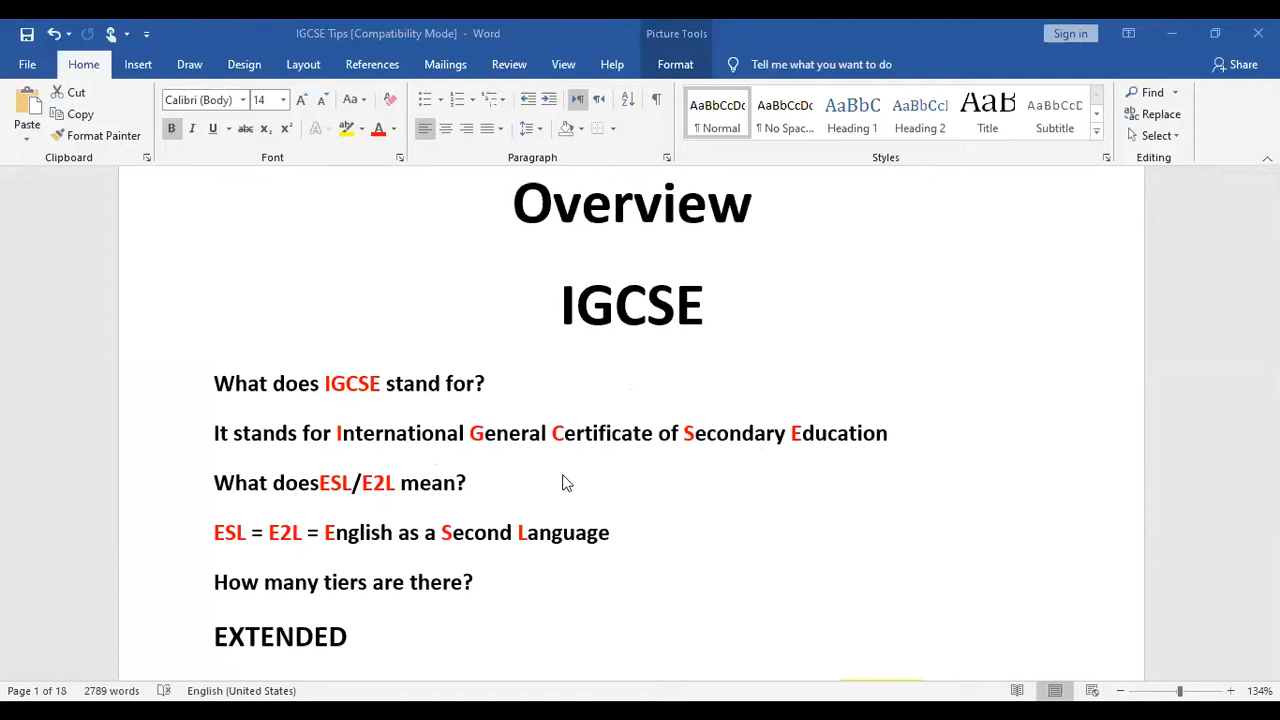 IGCSE Tips [Compatibility Mode] - Word
Picture Tools
Sign in
File Home Insert Draw Design Layout References Mailings Review View Help Format Tell me what you want to do Share
Paste
Cut
Copy
Format Painter
Clipboard
Calibri (Body) 14
Font
Paragraph
AaBbCcDc AaBbCcDc AaBbC AaBbCcl AaB AaBbCcD
¶ Normal ¶ No Spac... Heading 1 Heading 2 Title Subtitle
Styles
Find
Replace
Select
Editing
Overview
IGCSE
What does IGCSE stand for?
It stands for International General Certificate of Secondary Education
What doesESL/E2L mean?
ESL = E2L = English as a Second Language
How many tiers are there?
EXTENDED
Page 1 of 18 2789 words English (United States) 134%